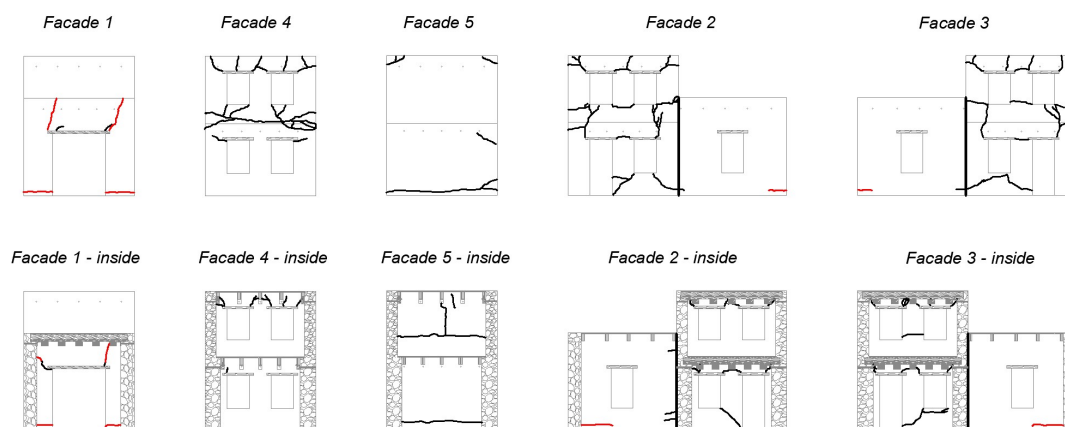 Facade 1
Facade 4
Facade 5
Facade 2
Facade 3
Facade 1 - inside
Facade 4 - inside
Facade 5 - inside
Facade 2 - inside
Facade 3 - inside